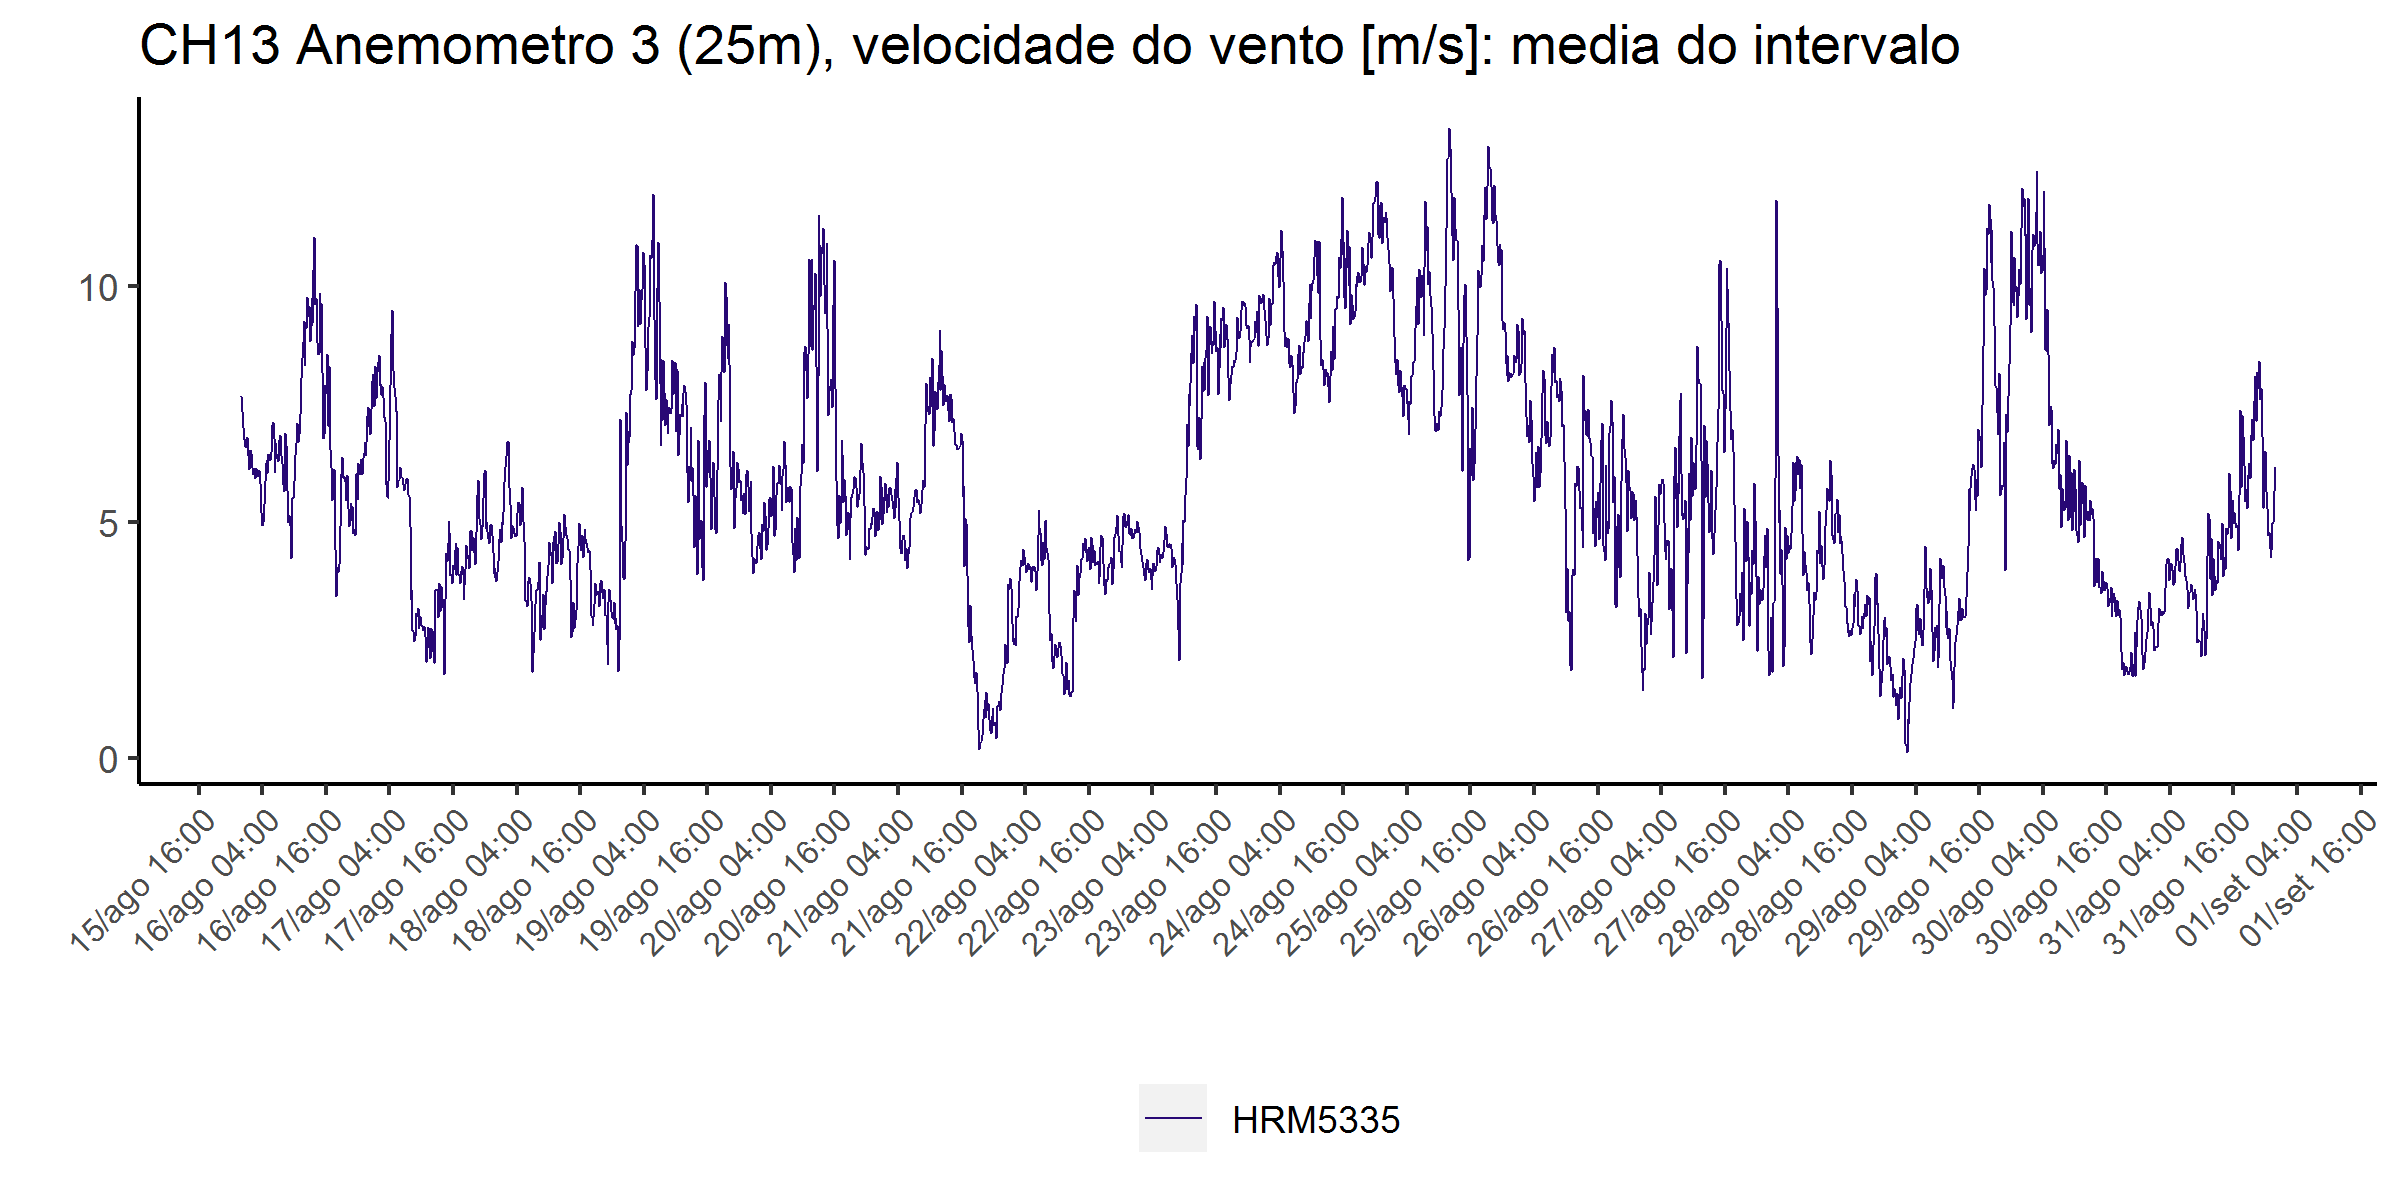 CH13 Anemometro 3 (25m), velocidade do vento [m/s]: media do intervalo
10
5
0
15/ago 16:00
16/ago 04:00
16/ago 16:00
17/ago 04:00
17/ago 16:00
18/ago 04:00
18/ago 16:00
19/ago 04:00
19/ago 16:00
20/ago 04:00
20/ago 16:00
21/ago 04:00
21/ago 16:00
22/ago 04:00
22/ago 16:00
23/ago 04:00
23/ago 16:00
24/ago 04:00
24/ago 16:00
25/ago 04:00
25/ago 16:00
26/ago 04:00
26/ago 16:00
27/ago 04:00
27/ago 16:00
28/ago 04:00
28/ago 16:00
29/ago 04:00
29/ago 16:00
30/ago 04:00
30/ago 16:00
31/ago 04:00
31/ago 16:00
01/set 04:00
01/set 16:00
HRM5335